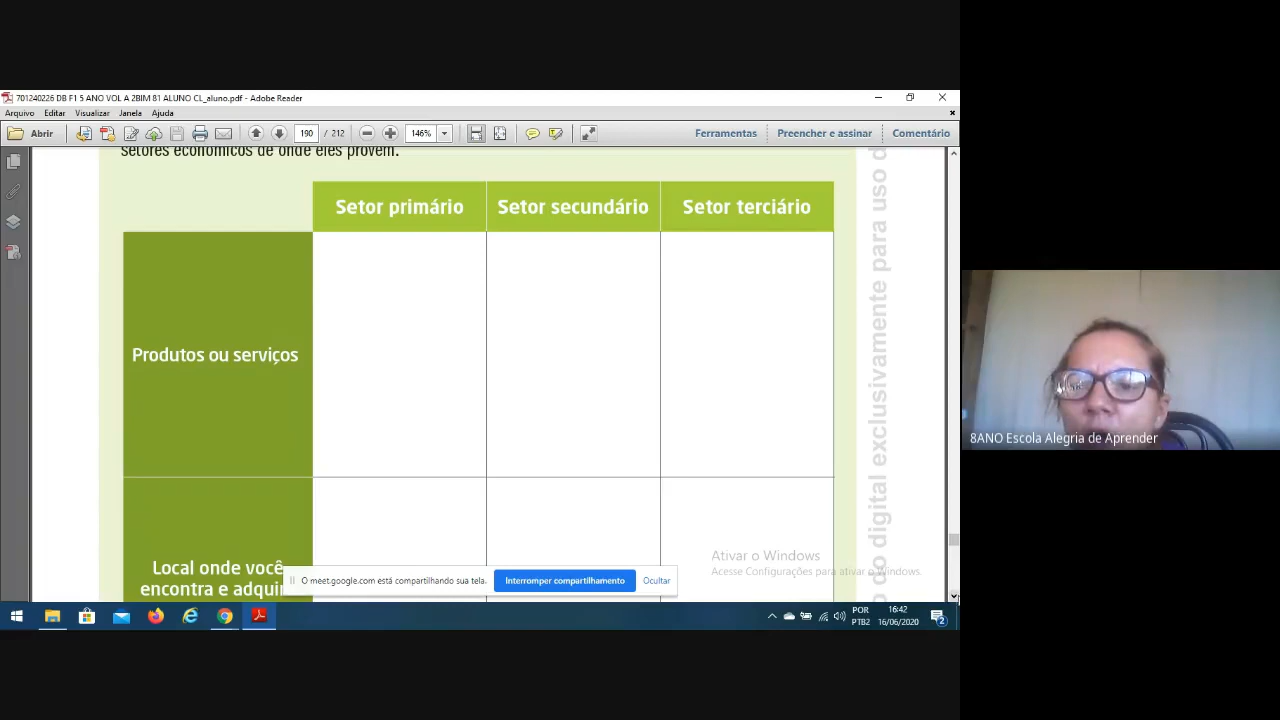 701240226 DB F1 5 ANO VOL A 2BIM 81 ALUNO CL_aluno.pdf - Adobe Reader
Arquivo Editar Visualizar Janela Ajuda
Abrir 190 / 212 146% Ferramentas Preencher e assinar Comentário
setores econômicos de onde eles provêm.
Setor primário Setor secundário Setor terciário
Produtos ou serviços
Local onde você
encontra e adqui
do digital exclusivamente para uso d
Ativar o Windows
Acesse Configurações para ativar o Windows.
O meet.google.com está compartilhando sua tela. Interromper compartilhamento Ocultar
POR 16:42
PTB2 16/06/2020 2
8ANO Escola Alegria de Aprender